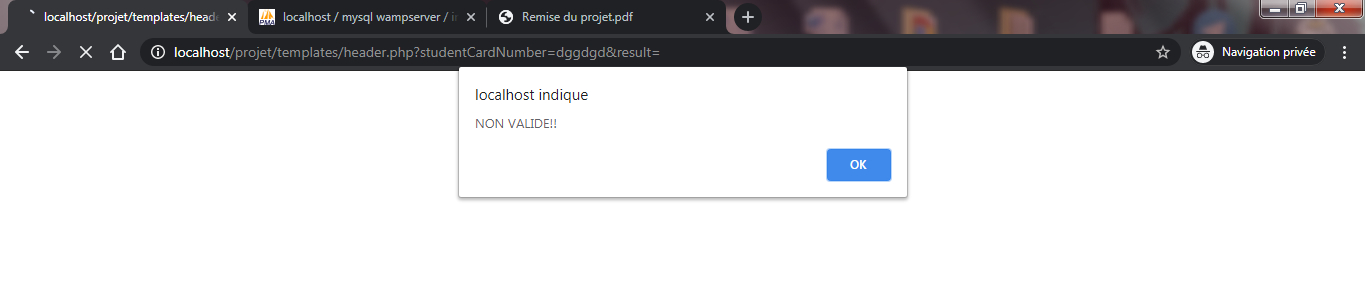 localhost/projet/templates/heade
localhost / mysql wampserver / in
Remise du projet.pdf
localhost/projet/templates/header.php?studentCardNumber=dggdgd&result=
Navigation privée
localhost indique
NON VALIDE!!
OK